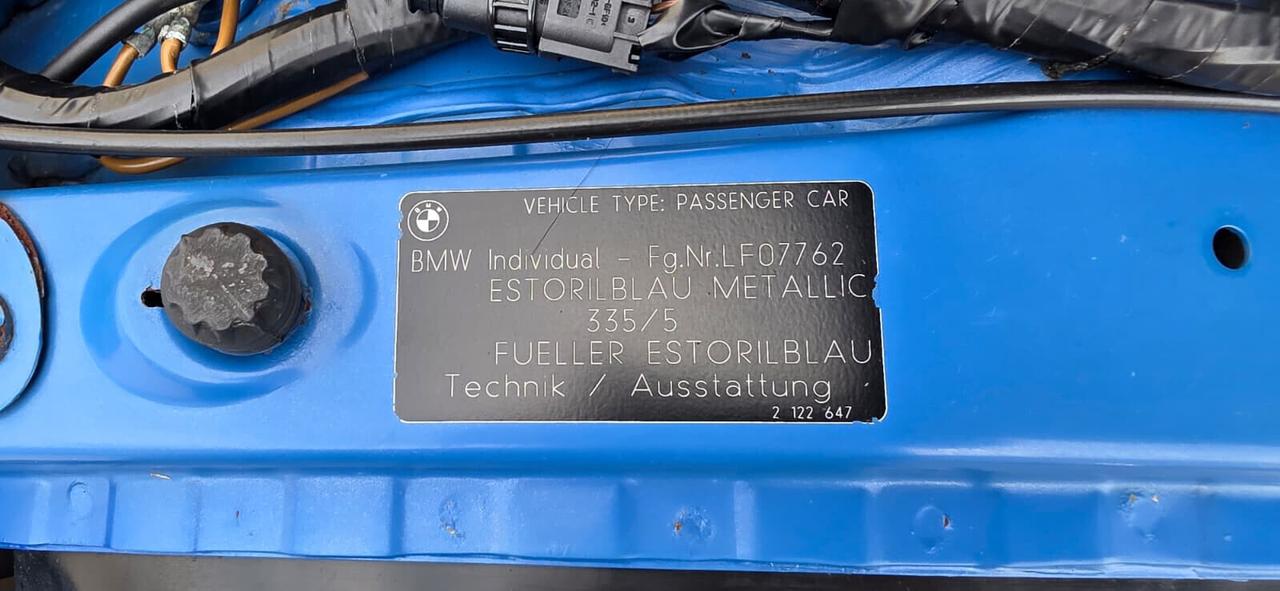 BMW
VEHICLE TYPE: PASSENGER CAR
BMW Individual - Fg.Nr.LF07762
ESTORILBLAU METALLIC
335/5
FUELLER ESTORILBLAU
Technik / Ausstattung
2 122 647